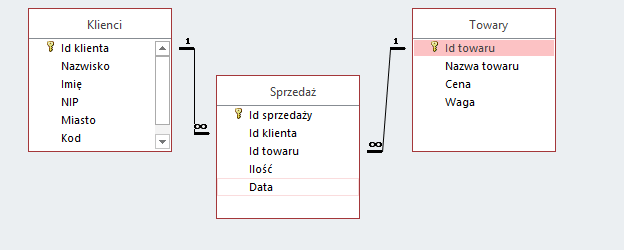 Klienci
Id klienta
Nazwisko
Imię
NIP
Miasto
Kod
1
∞
Sprzedaż
Id sprzedaży
Id klienta
Id towaru
Ilość
Data
1
∞
Towary
Id towaru
Nazwa towaru
Cena
Waga